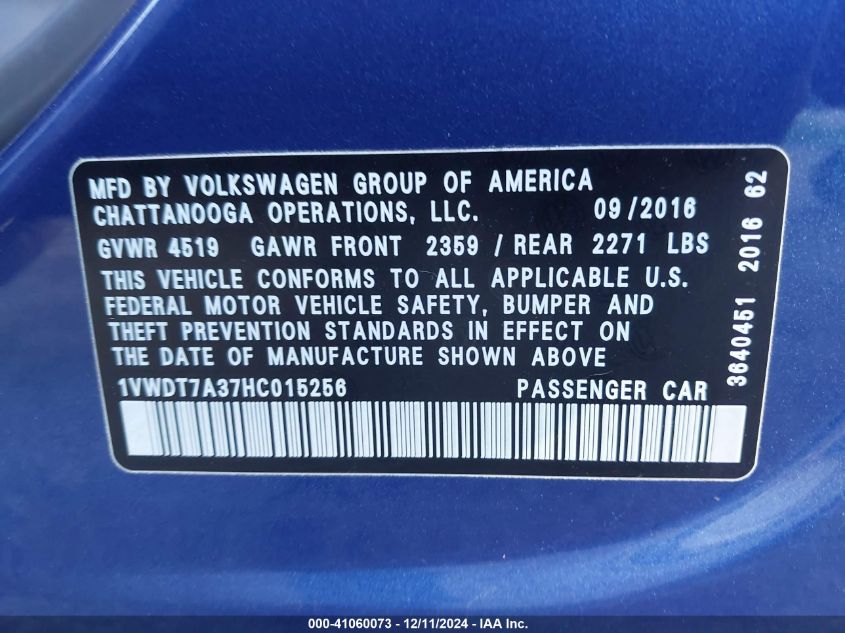 MFD BY VOLKSWAGEN GROUP OF AMERICA
CHATTANOOGA OPERATIONS, LLC. 09/2016
GVWR 4519 GAWR FRONT 2359 / REAR 2271 LBS
THIS VEHICLE CONFORMS TO ALL APPLICABLE U.S.
FEDERAL MOTOR VEHICLE SAFETY, BUMPER AND
THEFT PREVENTION STANDARDS IN EFFECT ON
THE DATE OF MANUFACTURE SHOWN ABOVE
1VWDT7A37HC015256 PASSENGER CAR
3640451 2016 62
000-41060073 - 12/11/2024 - IAA Inc.